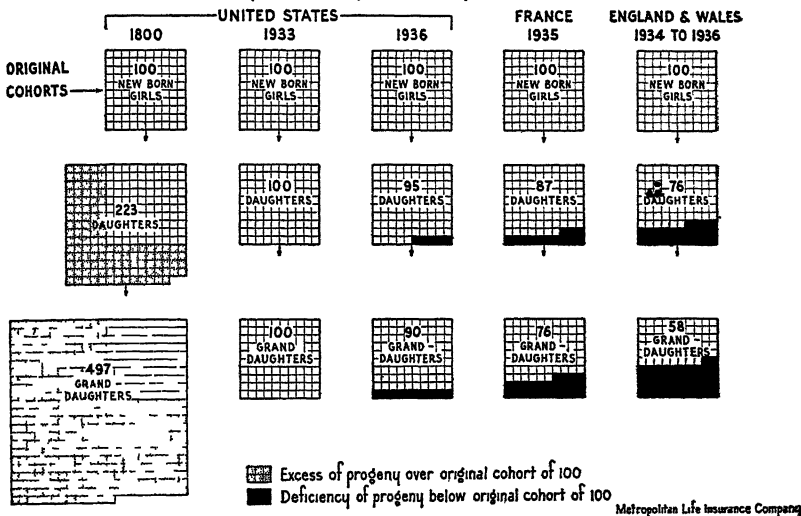 UNITED STATES
FRANCE
ENGLAND & WALES
1800
1933
1936
1935
1934 TO 1936
ORIGINAL
COHORTS
100
NEW BORN
GIRLS
100
NEW BORN
GIRLS
100
NEW BORN
GIRLS
100
NEW BORN
GIRLS
100
NEW BORN
GIRLS
223
DAUGHTERS
100
DAUGHTERS
95
DAUGHTERS
87
DAUGHTERS
76
DAUGHTERS
497
GRAND-
DAUGHTERS
100
GRAND-
DAUGHTERS
90
GRAND-
DAUGHTERS
76
GRAND-
DAUGHTERS
58
GRAND-
DAUGHTERS
Excess of progeny over original cohort of 100
Deficiency of progeny below original cohort of 100
Metropolitan Life Insurance Company